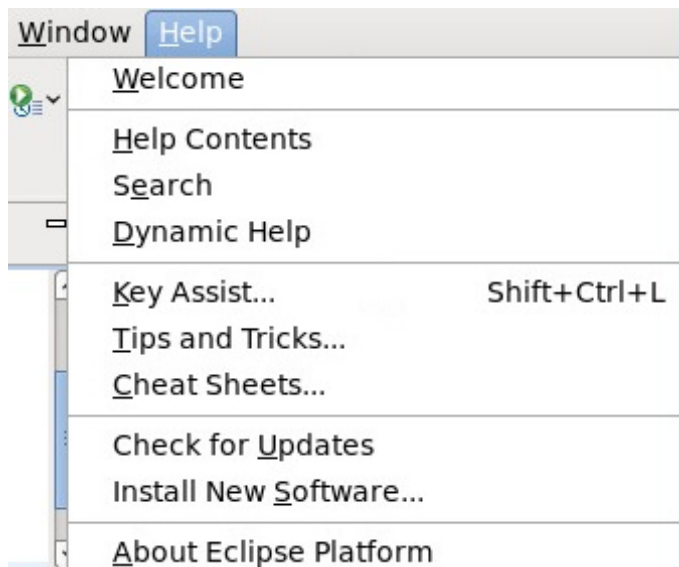 Window Help
Welcome
Help Contents
Search
Dynamic Help
Key Assist... Shift+Ctrl+L
Tips and Tricks...
Cheat Sheets...
Check for Updates
Install New Software...
About Eclipse Platform